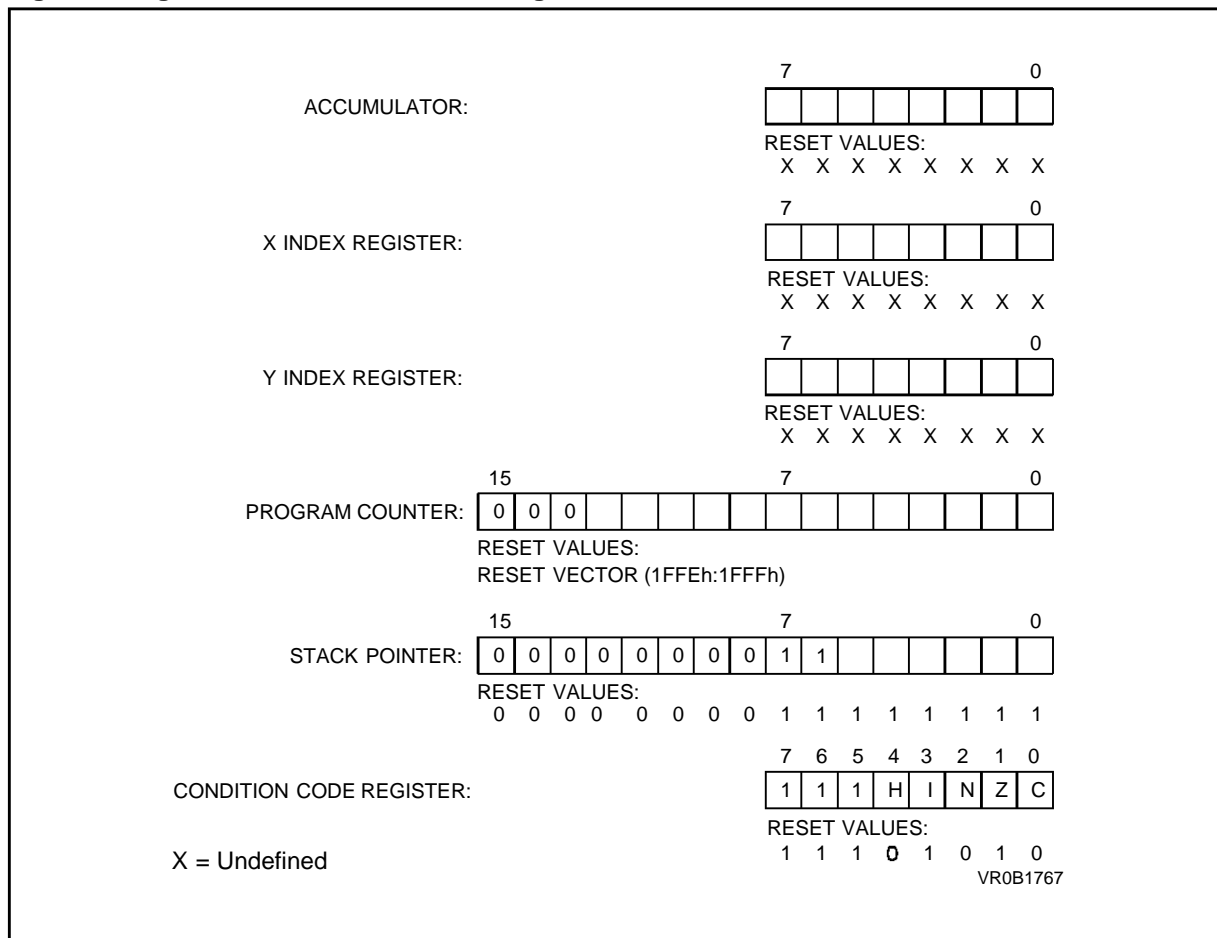 7 0
ACCUMULATOR:
RESET VALUES:
X X X X X X X X
7 0
X INDEX REGISTER:
RESET VALUES:
X X X X X X X X
7 0
Y INDEX REGISTER:
RESET VALUES:
X X X X X X X X
15 7 0
PROGRAM COUNTER: 0 0 0
RESET VALUES:
RESET VECTOR (1FFEh:1FFFh)
15 7 0
STACK POINTER: 0 0 0 0 0 0 0 0 1 1
RESET VALUES:
0 0 0 0 0 0 0 0 1 1 1 1 1 1 1 1
7 6 5 4 3 2 1 0
CONDITION CODE REGISTER: 1 1 1 H I N Z C
RESET VALUES:
1 1 1 0 1 0 1 0
X = Undefined
VR0B1767